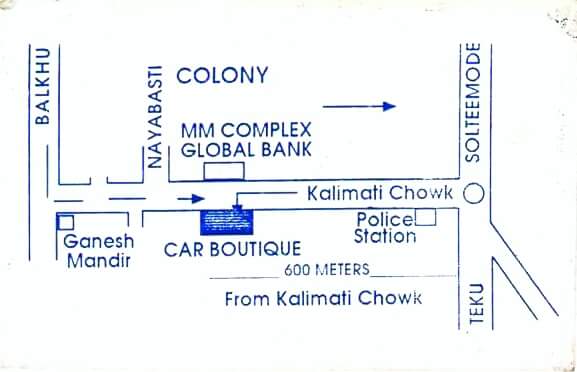 BALKHU
NAYABASTI
COLONY
SOLTEEMODE
MM COMPLEX
GLOBAL BANK
Kalimati Chowk
Ganesh
Mandir
CAR BOUTIQUE
Police
Station
600 METERS
From Kalimati Chowk
TEKU